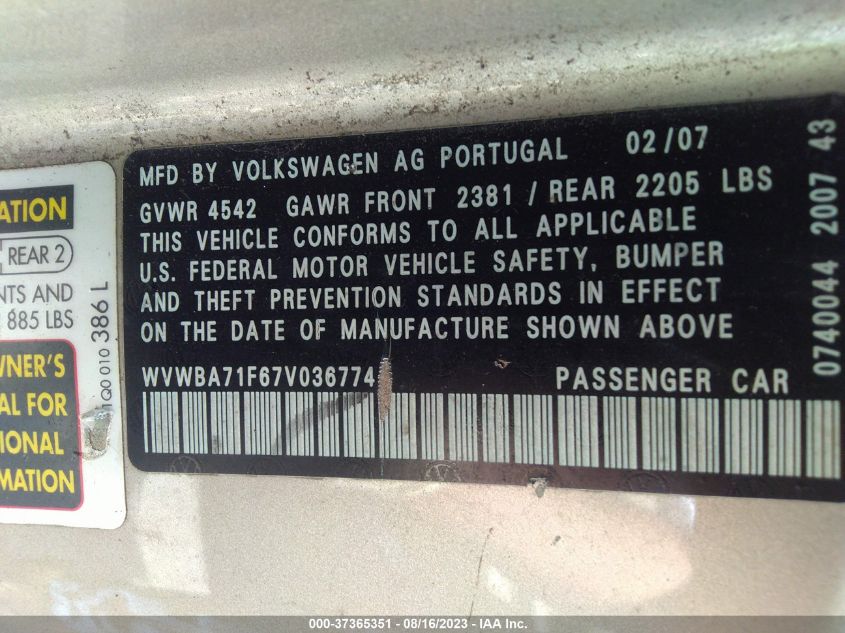 ATION
REAR 2
NTS AND
885 LBS
WNER'S
AL FOR
IONAL
MATION
1Q0 010 386 L
MFD BY VOLKSWAGEN AG PORTUGAL 02/07
GVWR 4542 GAWR FRONT 2381 / REAR 2205 LBS
THIS VEHICLE CONFORMS TO ALL APPLICABLE
U.S. FEDERAL MOTOR VEHICLE SAFETY, BUMPER
AND THEFT PREVENTION STANDARDS IN EFFECT
ON THE DATE OF MANUFACTURE SHOWN ABOVE
WVWBA71F67V036774 PASSENGER CAR
0740044 2007 43
000-37365351 - 08/16/2023 - IAA Inc.